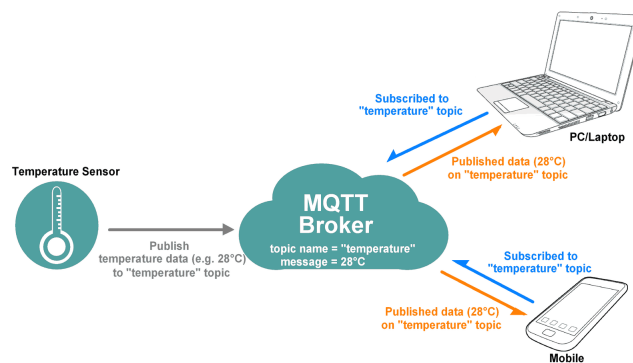 Subscribed to
"temperature" topic
PC/Laptop
Published data (28°C)
on "temperature" topic
Temperature Sensor
MQTT
Broker
topic name = "temperature"
message = 28°C
Publish
temperature data (e.g. 28°C)
to "temperature" topic
Subscribed to
"temperature" topic
Published data (28°C)
on "temperature" topic
Mobile